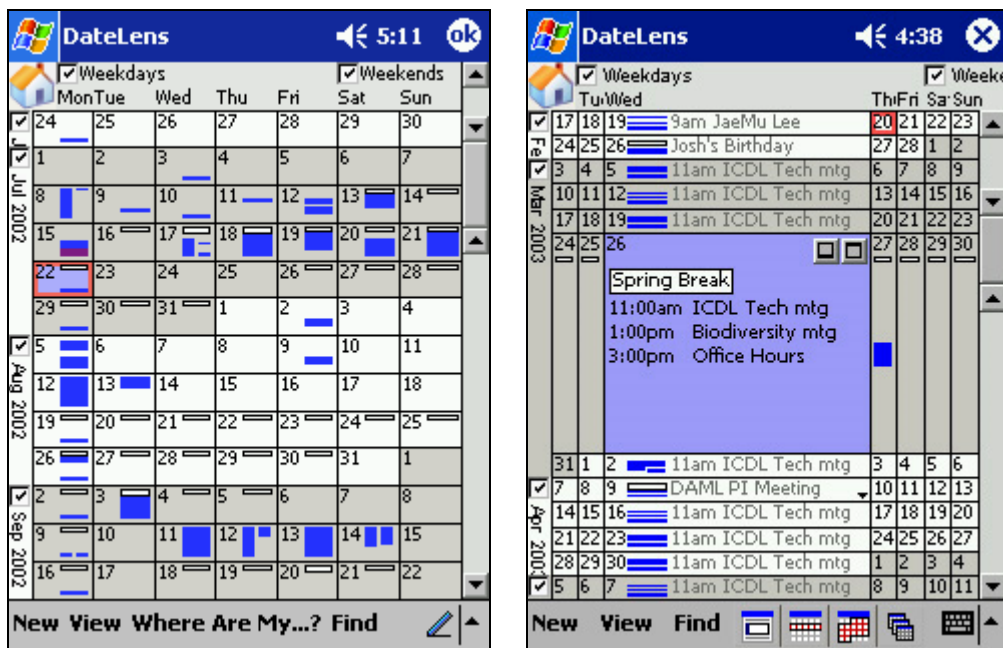 DateLens 5:11 ok
Weekdays Weekends
Mon Tue Wed Thu Fri Sat Sun
24 25 26 27 28 29 30
1 2 3 4 5 6 7
Jul 2002
8 9 10 11 12 13 14
15 16 17 18 19 20 21
22 23 24 25 26 27 28
29 30 31 1 2 3 4
5 6 7 8 9 10 11
Aug 2002
12 13 14 15 16 17 18
19 20 21 22 23 24 25
26 27 28 29 30 31 1
2 3 4 5 6 7 8
Sep 2002
9 10 11 12 13 14 15
16 17 18 19 20 21 22
New View Where Are My...? Find
DateLens 4:38
Weekdays Weeke
Tu Wed Th Fri Sa Sun
17 18 19 9am JaeMu Lee 20 21 22 23
Fe
24 25 26 Josh's Birthday 27 28 1 2
3 4 5 11am ICDL Tech mtg 6 7 8 9
Mar 2003
10 11 12 11am ICDL Tech mtg 13 14 15 16
17 18 19 11am ICDL Tech mtg 20 21 22 23
24 25 26 27 28 29 30
Spring Break
11:00am ICDL Tech mtg
1:00pm Biodiversity mtg
3:00pm Office Hours
31 1 2 11am ICDL Tech mtg 3 4 5 6
7 8 9 DAML PI Meeting 10 11 12 13
Apr 2003
14 15 16 11am ICDL Tech mtg 17 18 19 20
21 22 23 11am ICDL Tech mtg 24 25 26 27
28 29 30 11am ICDL Tech mtg 1 2 3 4
5 6 7 11am ICDL Tech mtg 8 9 10 11
New View Find